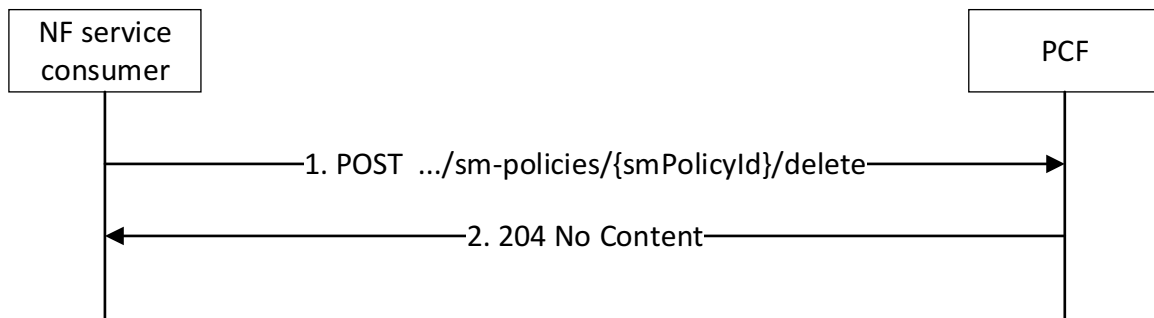 NF service
consumer
PCF
1. POST .../sm-policies/{smPolicyId}/delete
2. 204 No Content